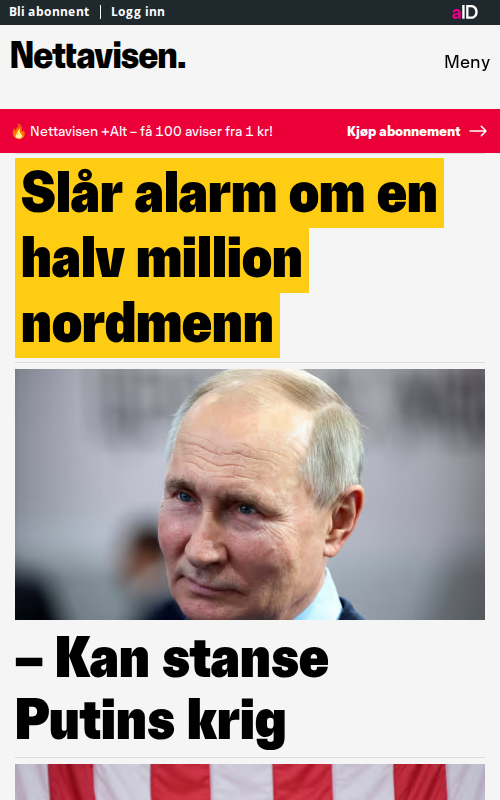 Bli abonnent
Logg inn
aID
Nettavisen.
Meny
🔥 Nettavisen +Alt – få 100 aviser fra 1 kr!
Kjøp abonnement →
Slår alarm om en
halv million
nordmenn
– Kan stanse
Putins krig